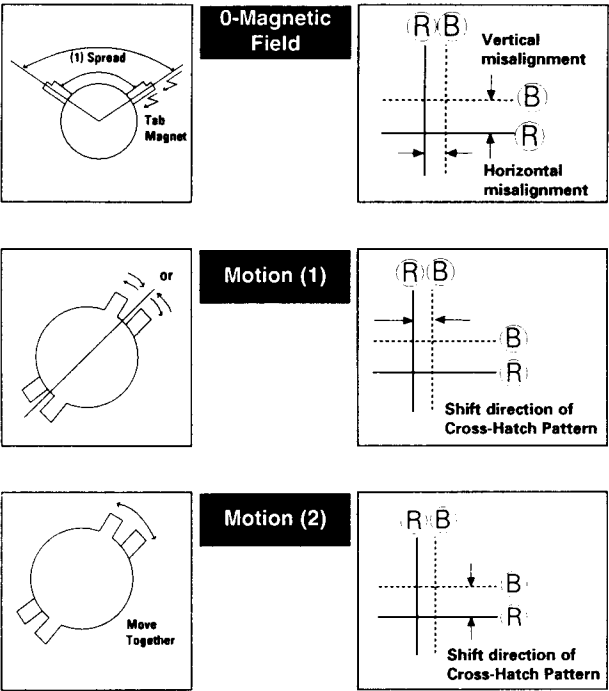 (1) Spread
Tab
Magnet
0-Magnetic
Field
R B
Vertical
misalignment
B
R
Horizontal
misalignment
or
Motion (1)
R B
B
R
Shift direction of
Cross-Hatch Pattern
Move
Together
Motion (2)
R B
B
R
Shift direction of
Cross-Hatch Pattern